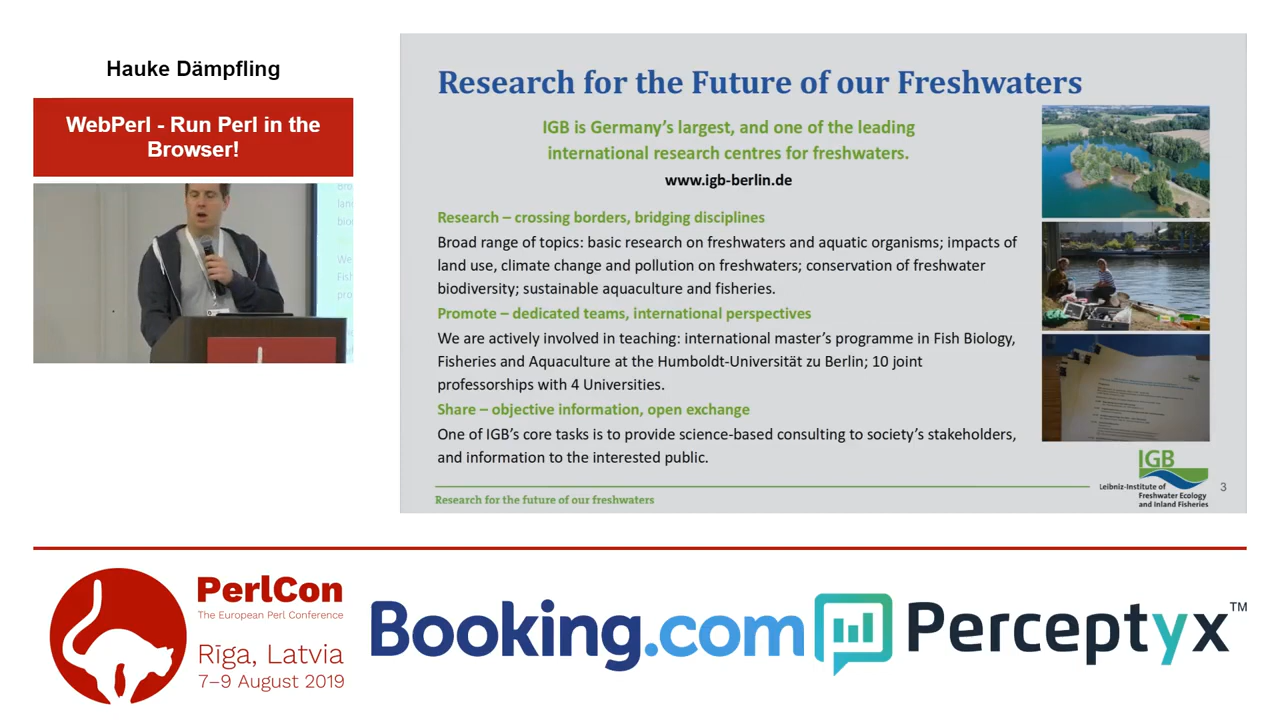 Hauke Dämpfling
WebPerl - Run Perl in the
Browser!
Research for the Future of our Freshwaters
IGB is Germany's largest, and one of the leading
international research centres for freshwaters.
www.igb-berlin.de
Research – crossing borders, bridging disciplines
Broad range of topics: basic research on freshwaters and aquatic organisms; impacts of
land use, climate change and pollution on freshwaters; conservation of freshwater
biodiversity; sustainable aquaculture and fisheries.
Promote – dedicated teams, international perspectives
We are actively involved in teaching: international master's programme in Fish Biology,
Fisheries and Aquaculture at the Humboldt-Universität zu Berlin; 10 joint
professorships with 4 Universities.
Share – objective information, open exchange
One of IGB's core tasks is to provide science-based consulting to society's stakeholders,
and information to the interested public.
Research for the future of our freshwaters
IGB
Leibniz-Institute of
Freshwater Ecology
and Inland Fisheries
3
PerlCon
The European Perl Conference
Rīga, Latvia
7–9 August 2019
Booking.com
Perceptyx™